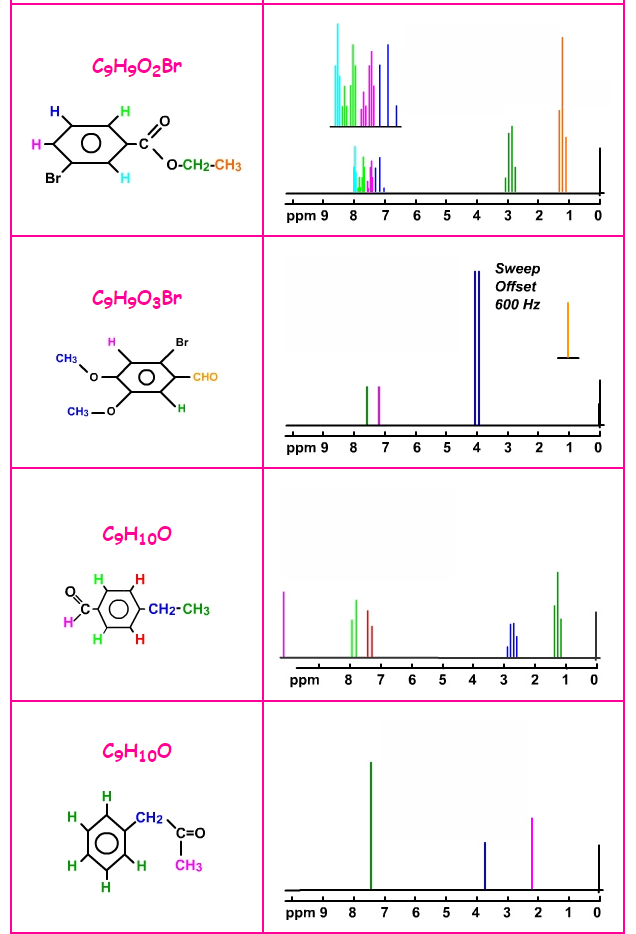 C₉H₉O₂Br
H H
H C O
Br H O-CH₂-CH₃
ppm 9 8 7 6 5 4 3 2 1 0
C₉H₉O₃Br
H Br
CH₃ O CHO
CH₃ O H
Sweep
Offset
600 Hz
ppm 9 8 7 6 5 4 3 2 1 0
C₉H₁₀O
H H
O C CH₂-CH₃
H
H H
ppm 8 7 6 5 4 3 2 1 0
C₉H₁₀O
H
H CH₂
C=O
H H CH₃
H
ppm 9 8 7 6 5 4 3 2 1 0